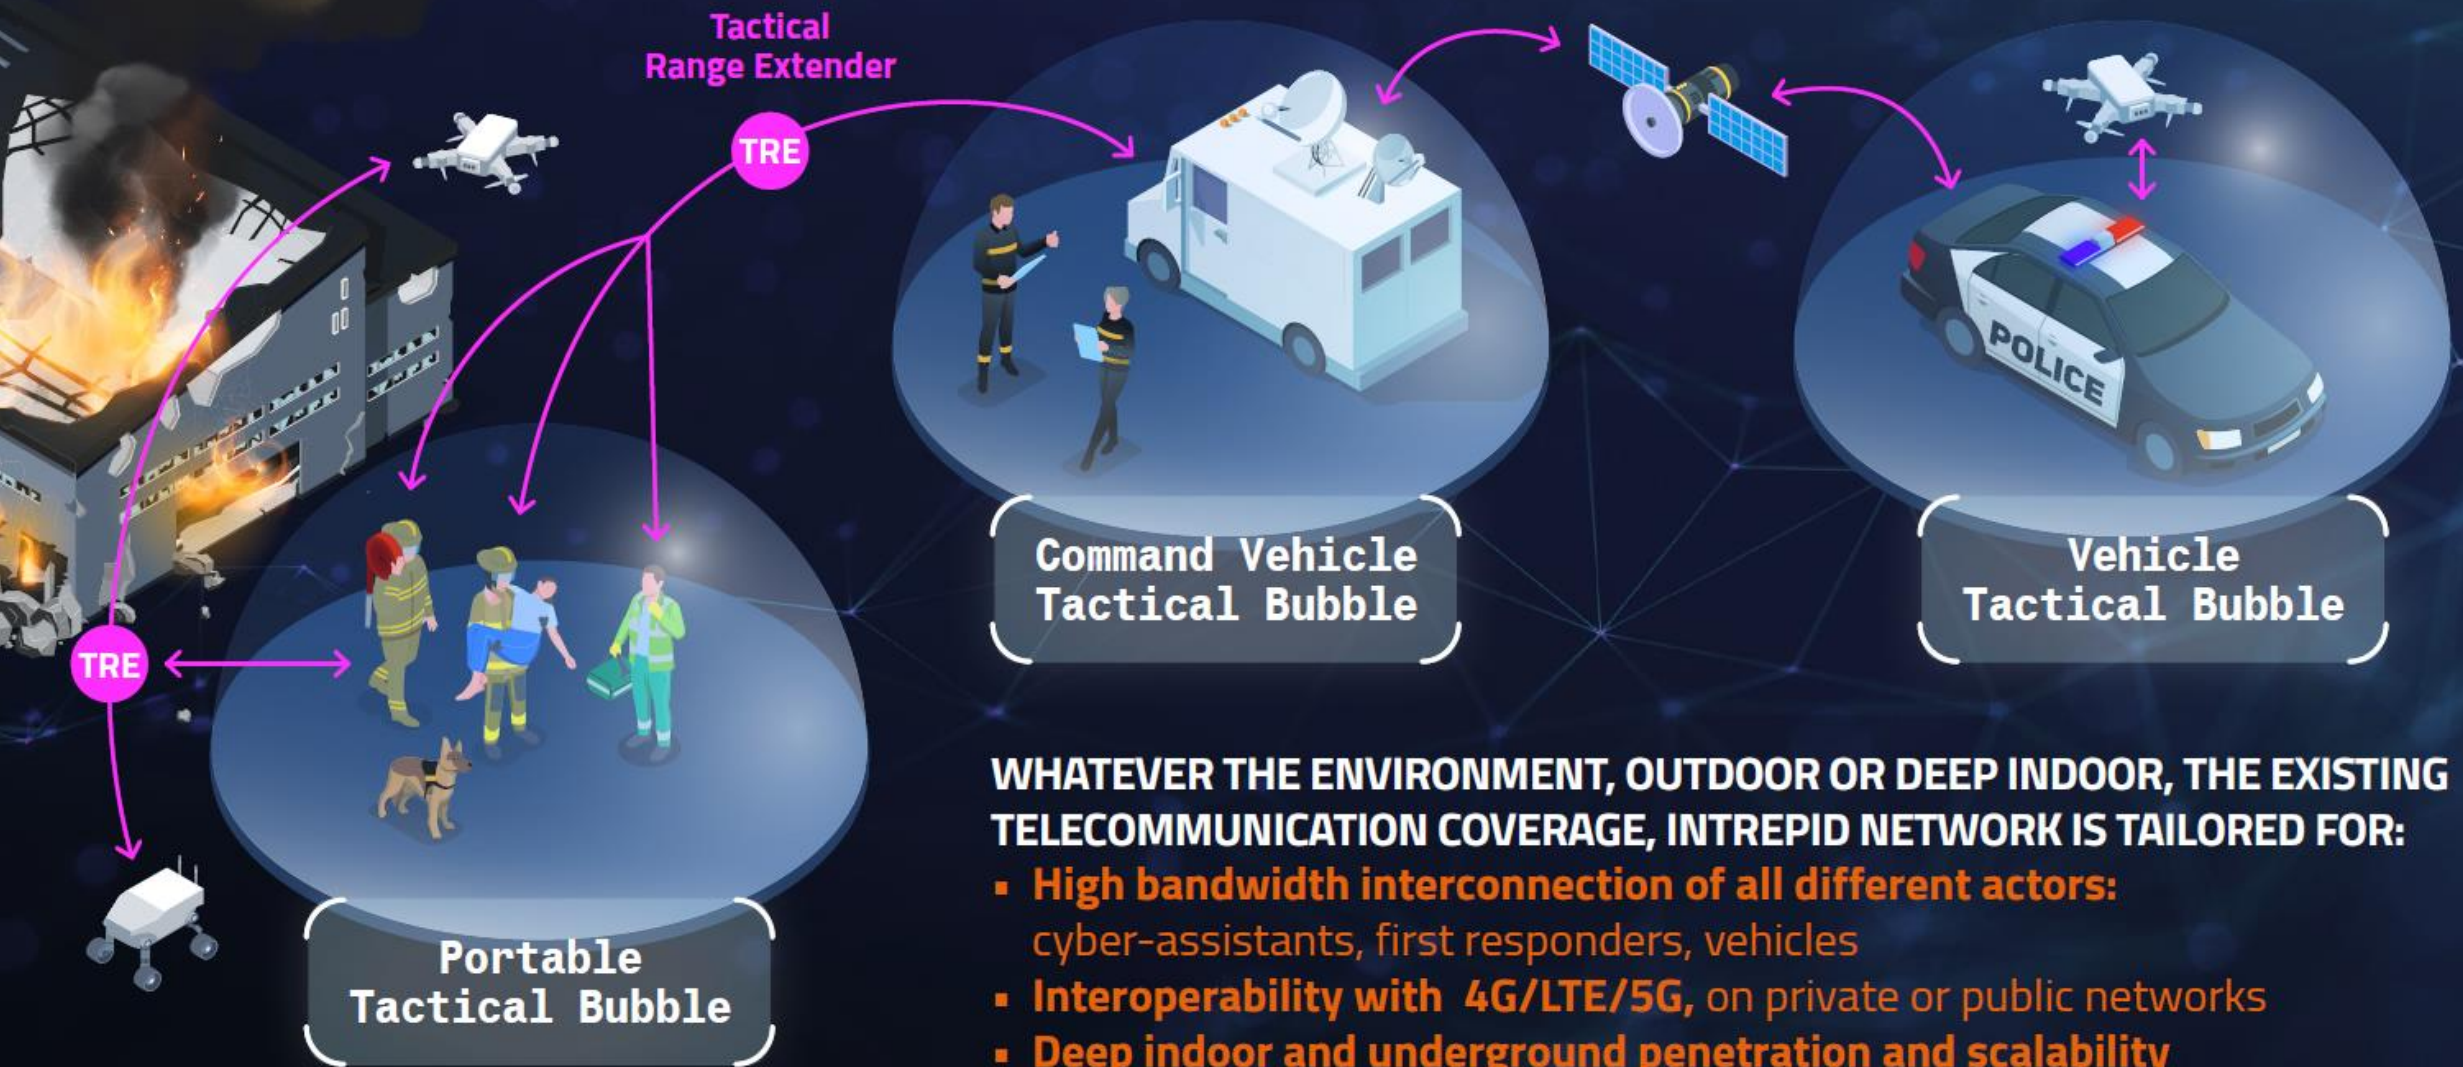 Tactical
Range Extender
TRE
POLICE
Command Vehicle
Tactical Bubble
Vehicle
Tactical Bubble
TRE
Portable
Tactical Bubble
WHATEVER THE ENVIRONMENT, OUTDOOR OR DEEP INDOOR, THE EXISTING
TELECOMMUNICATION COVERAGE, INTREPID NETWORK IS TAILORED FOR:
▪ High bandwidth interconnection of all different actors:
cyber-assistants, first responders, vehicles
▪ Interoperability with 4G/LTE/5G, on private or public networks
▪ Deep indoor and underground penetration and scalability